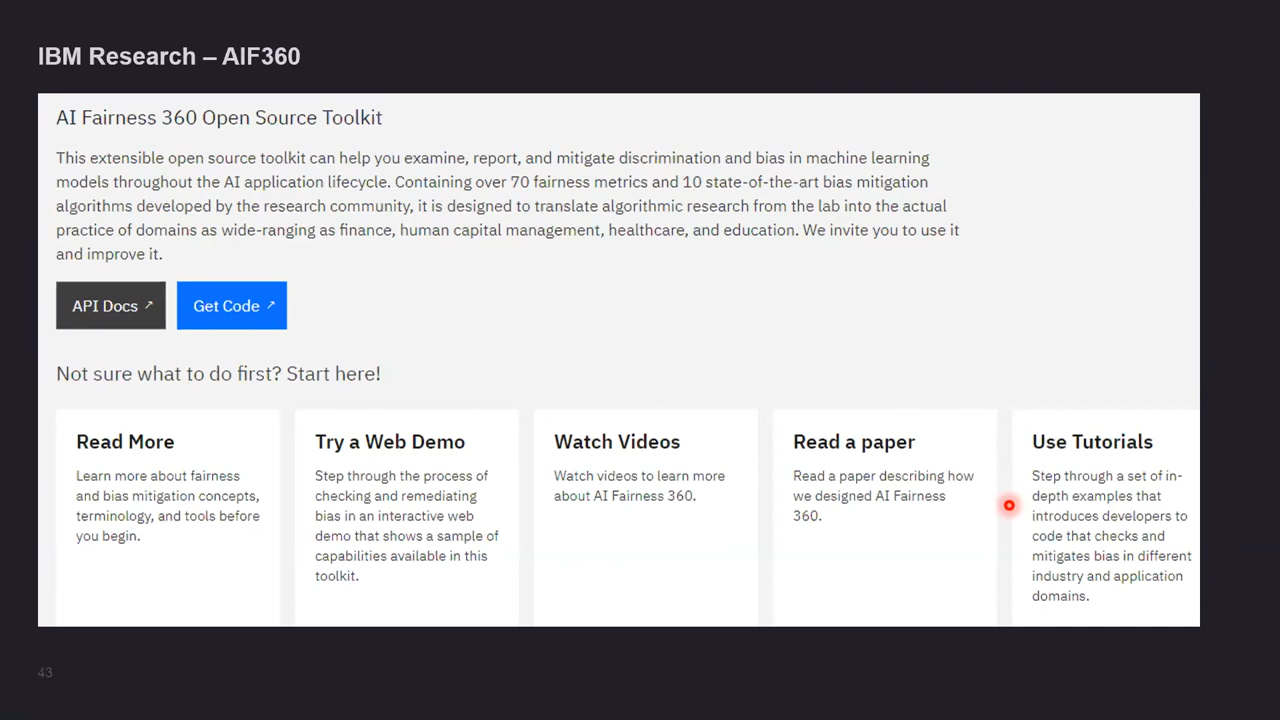 IBM Research – AIF360
AI Fairness 360 Open Source Toolkit
This extensible open source toolkit can help you examine, report, and mitigate discrimination and bias in machine learning
models throughout the AI application lifecycle. Containing over 70 fairness metrics and 10 state-of-the-art bias mitigation
algorithms developed by the research community, it is designed to translate algorithmic research from the lab into the actual
practice of domains as wide-ranging as finance, human capital management, healthcare, and education. We invite you to use it
and improve it.
API Docs ↗
Get Code ↗
Not sure what to do first? Start here!
Read More
Learn more about fairness
and bias mitigation concepts,
terminology, and tools before
you begin.
Try a Web Demo
Step through the process of
checking and remediating
bias in an interactive web
demo that shows a sample of
capabilities available in this
toolkit.
Watch Videos
Watch videos to learn more
about AI Fairness 360.
Read a paper
Read a paper describing how
we designed AI Fairness
360.
Use Tutorials
Step through a set of in-
depth examples that
introduces developers to
code that checks and
mitigates bias in different
industry and application
domains.
43